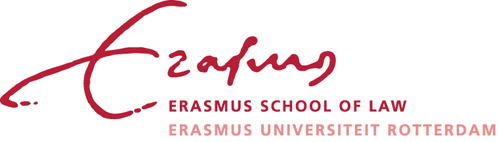 Erasmus
ERASMUS SCHOOL OF LAW
ERASMUS UNIVERSITEIT ROTTERDAM